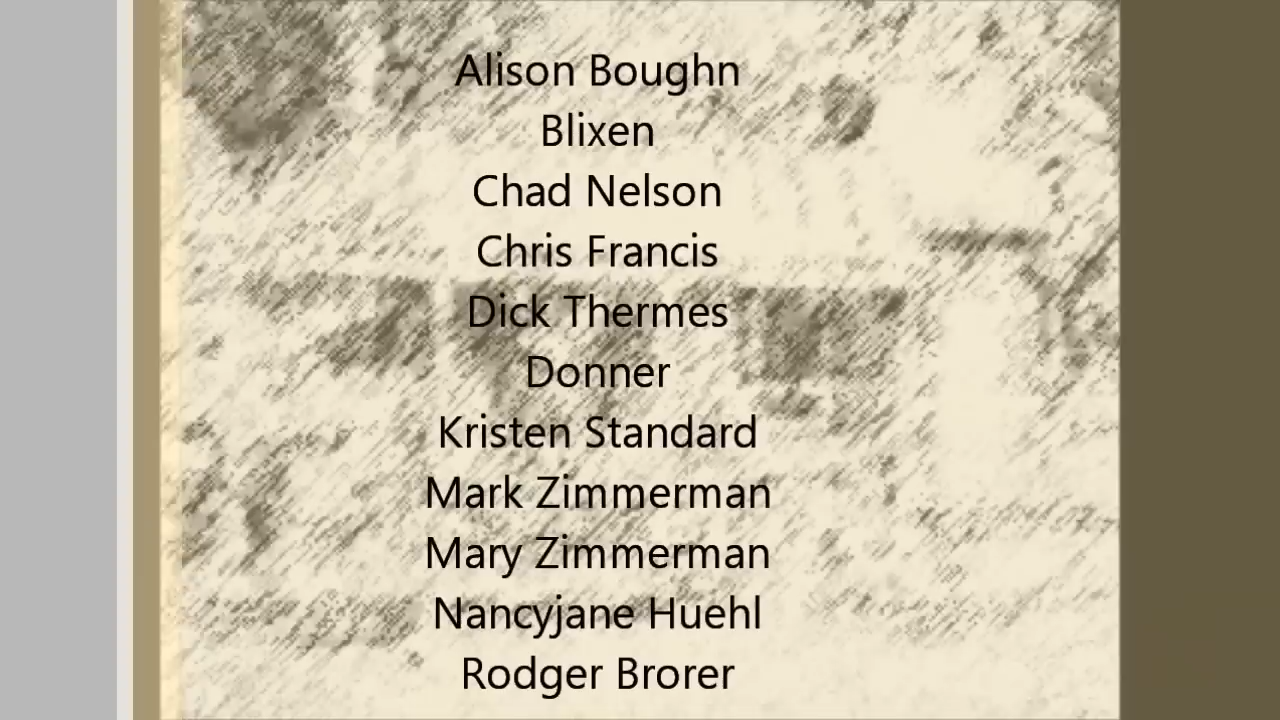 Alison Boughn
Blixen
Chad Nelson
Chris Francis
Dick Thermes
Donner
Kristen Standard
Mark Zimmerman
Mary Zimmerman
Nancyjane Huehl
Rodger Brorer